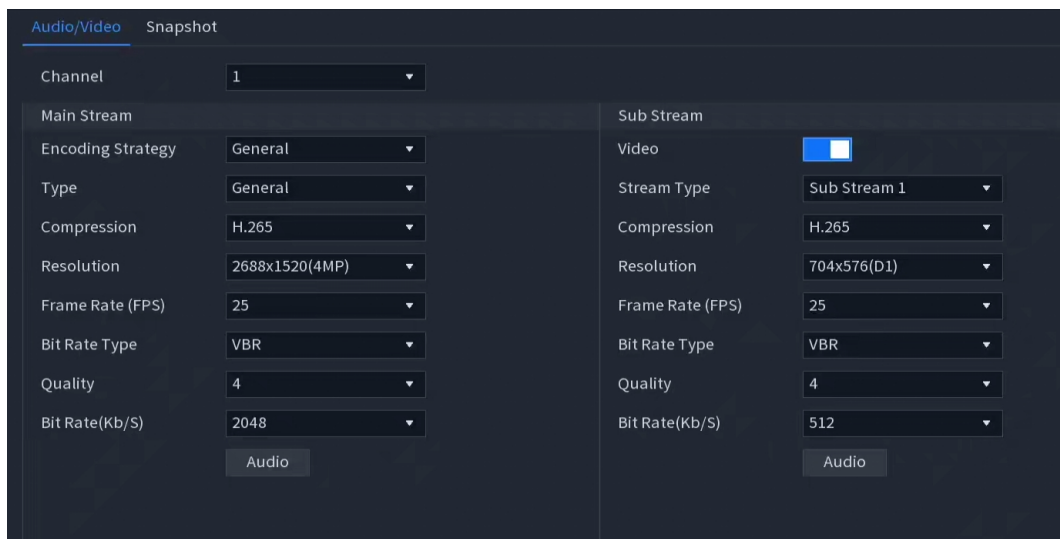 Audio/Video Snapshot
Channel 1
Main Stream Sub Stream
Encoding Strategy General Video
Type General Stream Type Sub Stream 1
Compression H.265 Compression H.265
Resolution 2688x1520(4MP) Resolution 704x576(D1)
Frame Rate (FPS) 25 Frame Rate (FPS) 25
Bit Rate Type VBR Bit Rate Type VBR
Quality 4 Quality 4
Bit Rate(Kb/S) 2048 Bit Rate(Kb/S) 512
Audio Audio